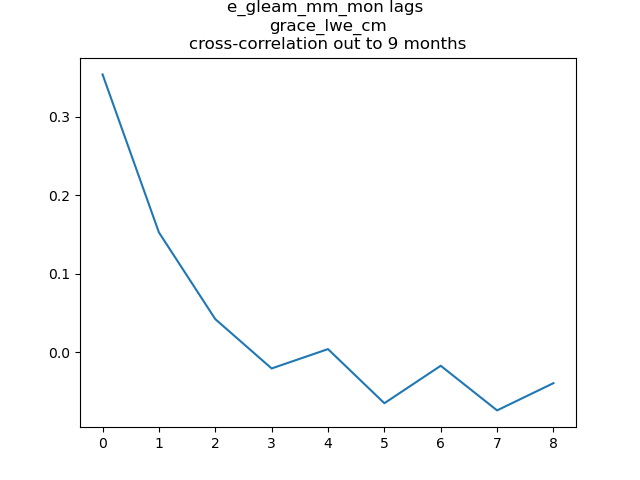 e_gleam_mm_mon lags
grace_lwe_cm
cross-correlation out to 9 months
0.3
0.2
0.1
0.0
0 1 2 3 4 5 6 7 8